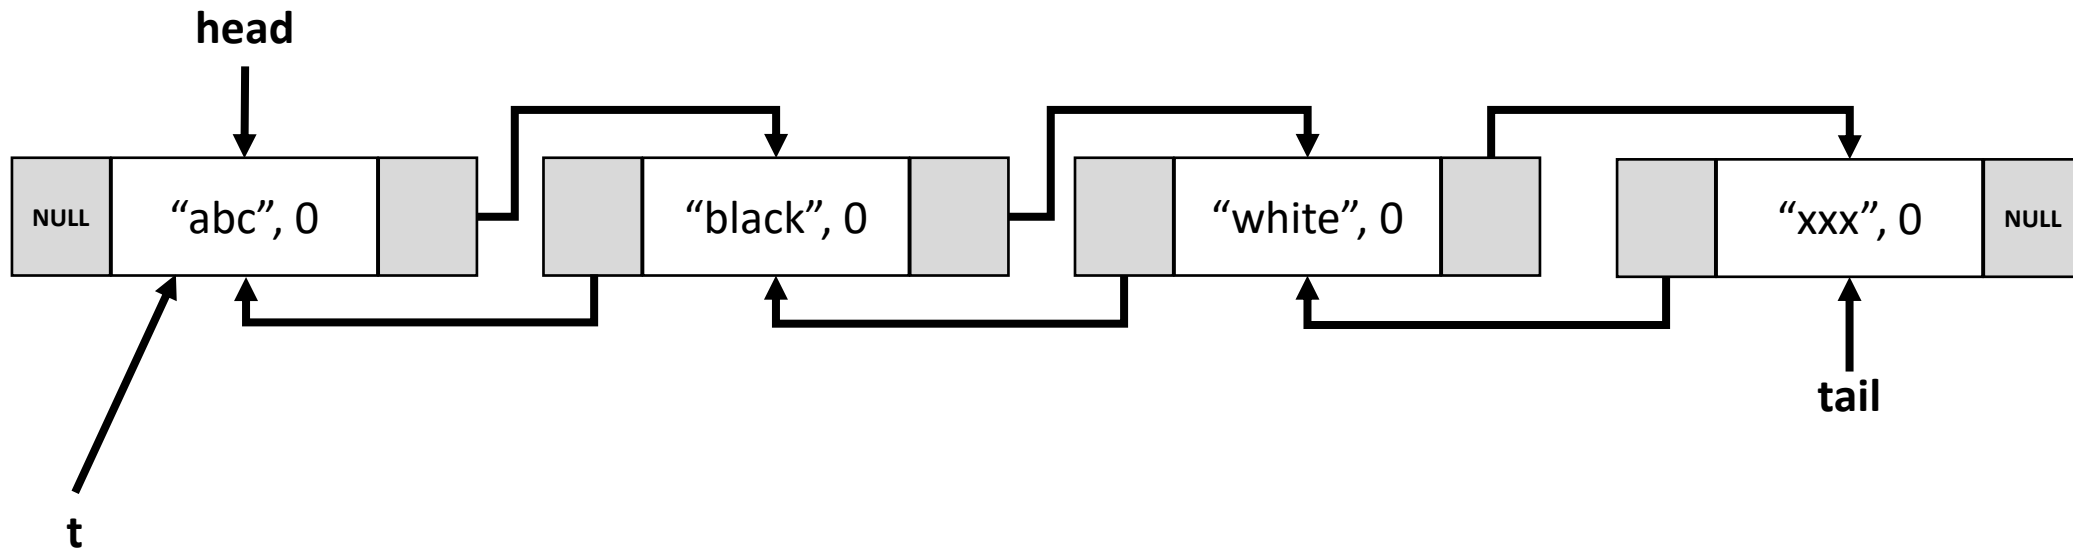 head
NULL “abc”, 0 “black”, 0 “white”, 0 “xxx”, 0 NULL
tail
t